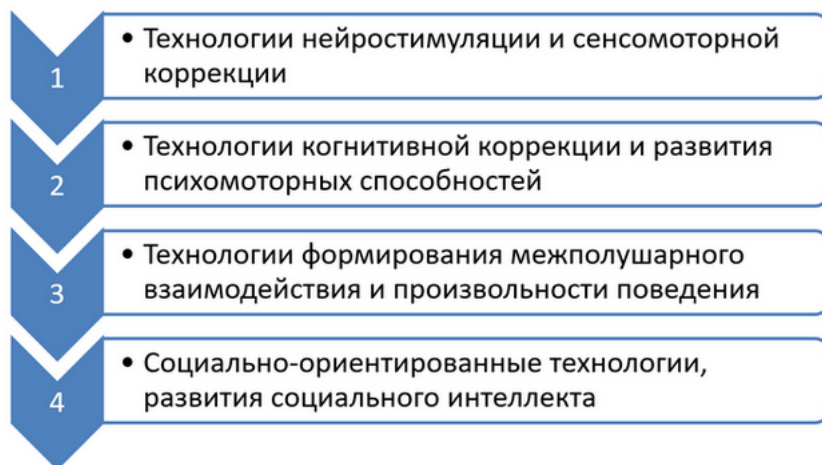 1
• Технологии нейростимуляции и сенсомоторной
коррекции
2
• Технологии когнитивной коррекции и развития
психомоторных способностей
3
• Технологии формирования межполушарного
взаимодействия и произвольности поведения
4
• Социально-ориентированные технологии,
развития социального интеллекта